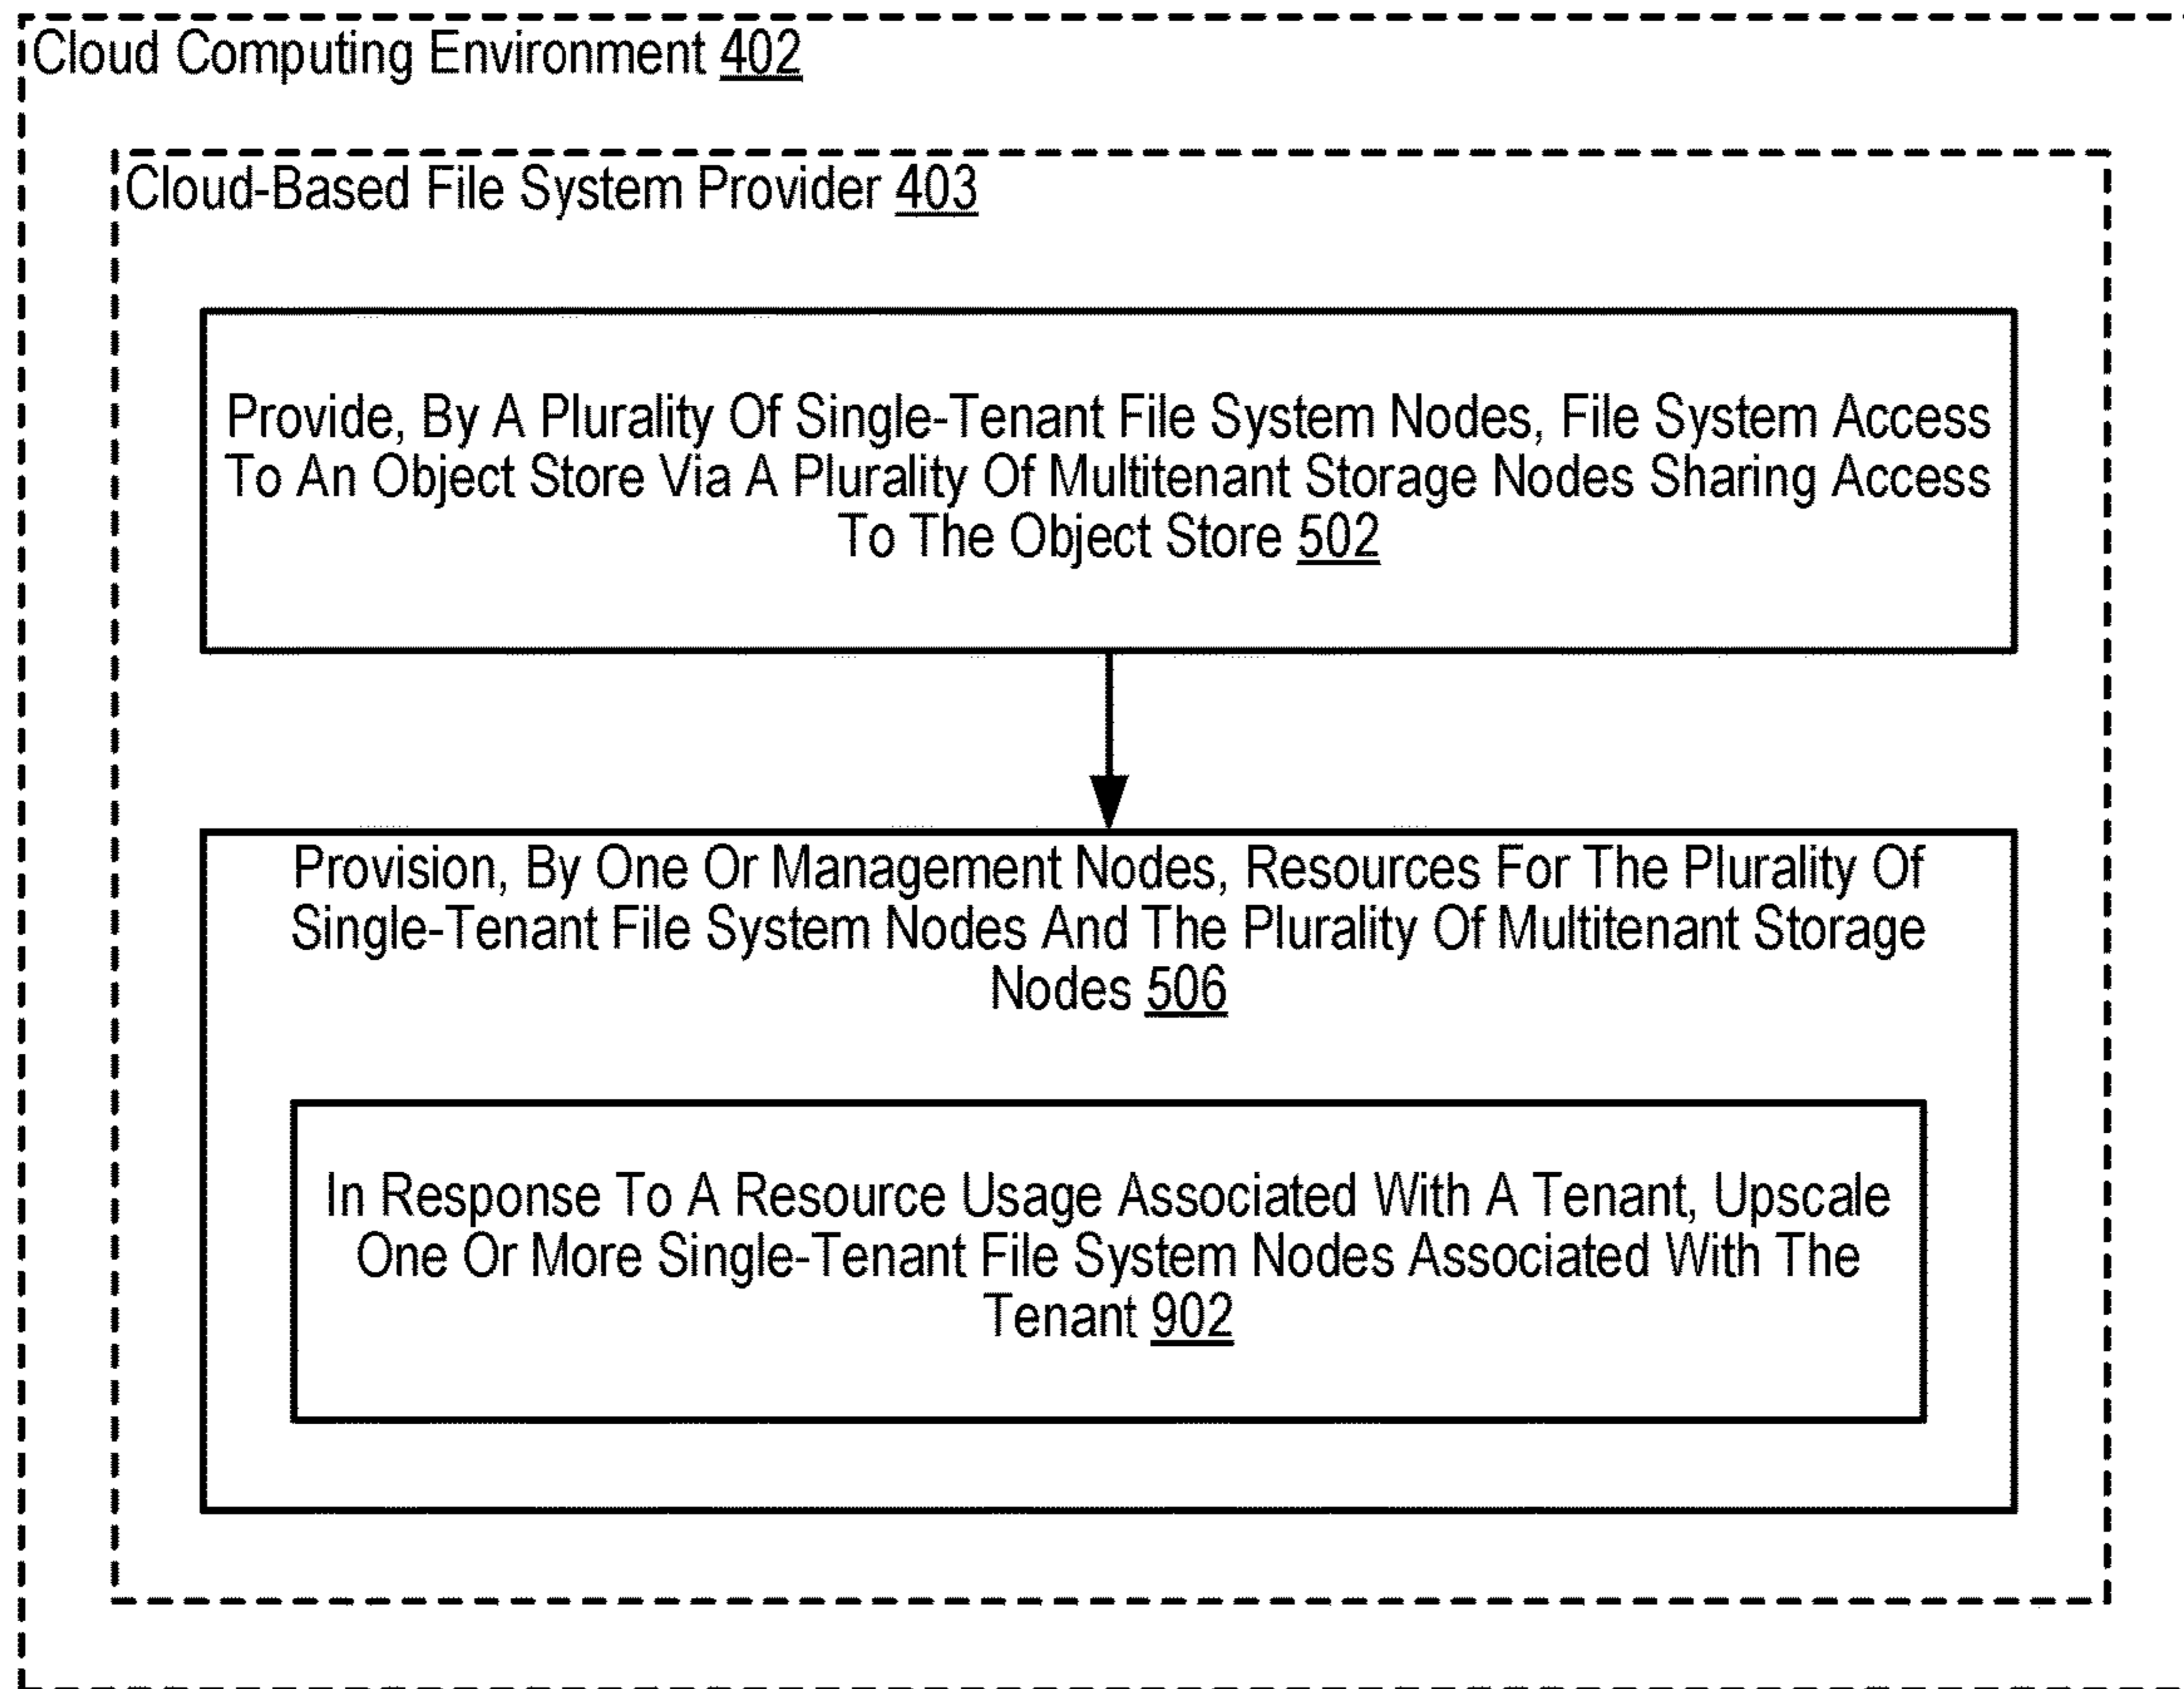 Cloud Computing Environment 402
Cloud-Based File System Provider 403
Provide, By A Plurality Of Single-Tenant File System Nodes, File System Access
To An Object Store Via A Plurality Of Multitenant Storage Nodes Sharing Access
To The Object Store 502
Provision, By One Or Management Nodes, Resources For The Plurality Of
Single-Tenant File System Nodes And The Plurality Of Multitenant Storage
Nodes 506
In Response To A Resource Usage Associated With A Tenant, Upscale
One Or More Single-Tenant File System Nodes Associated With The
Tenant 902